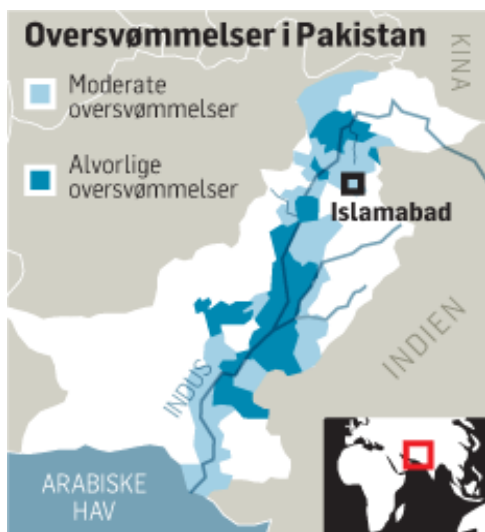 Oversvømmelser i Pakistan
Moderate
oversvømmelser
Alvorlige
oversvømmelser
KINA
Islamabad
INDIEN
INDUS
ARABISKE
HAV